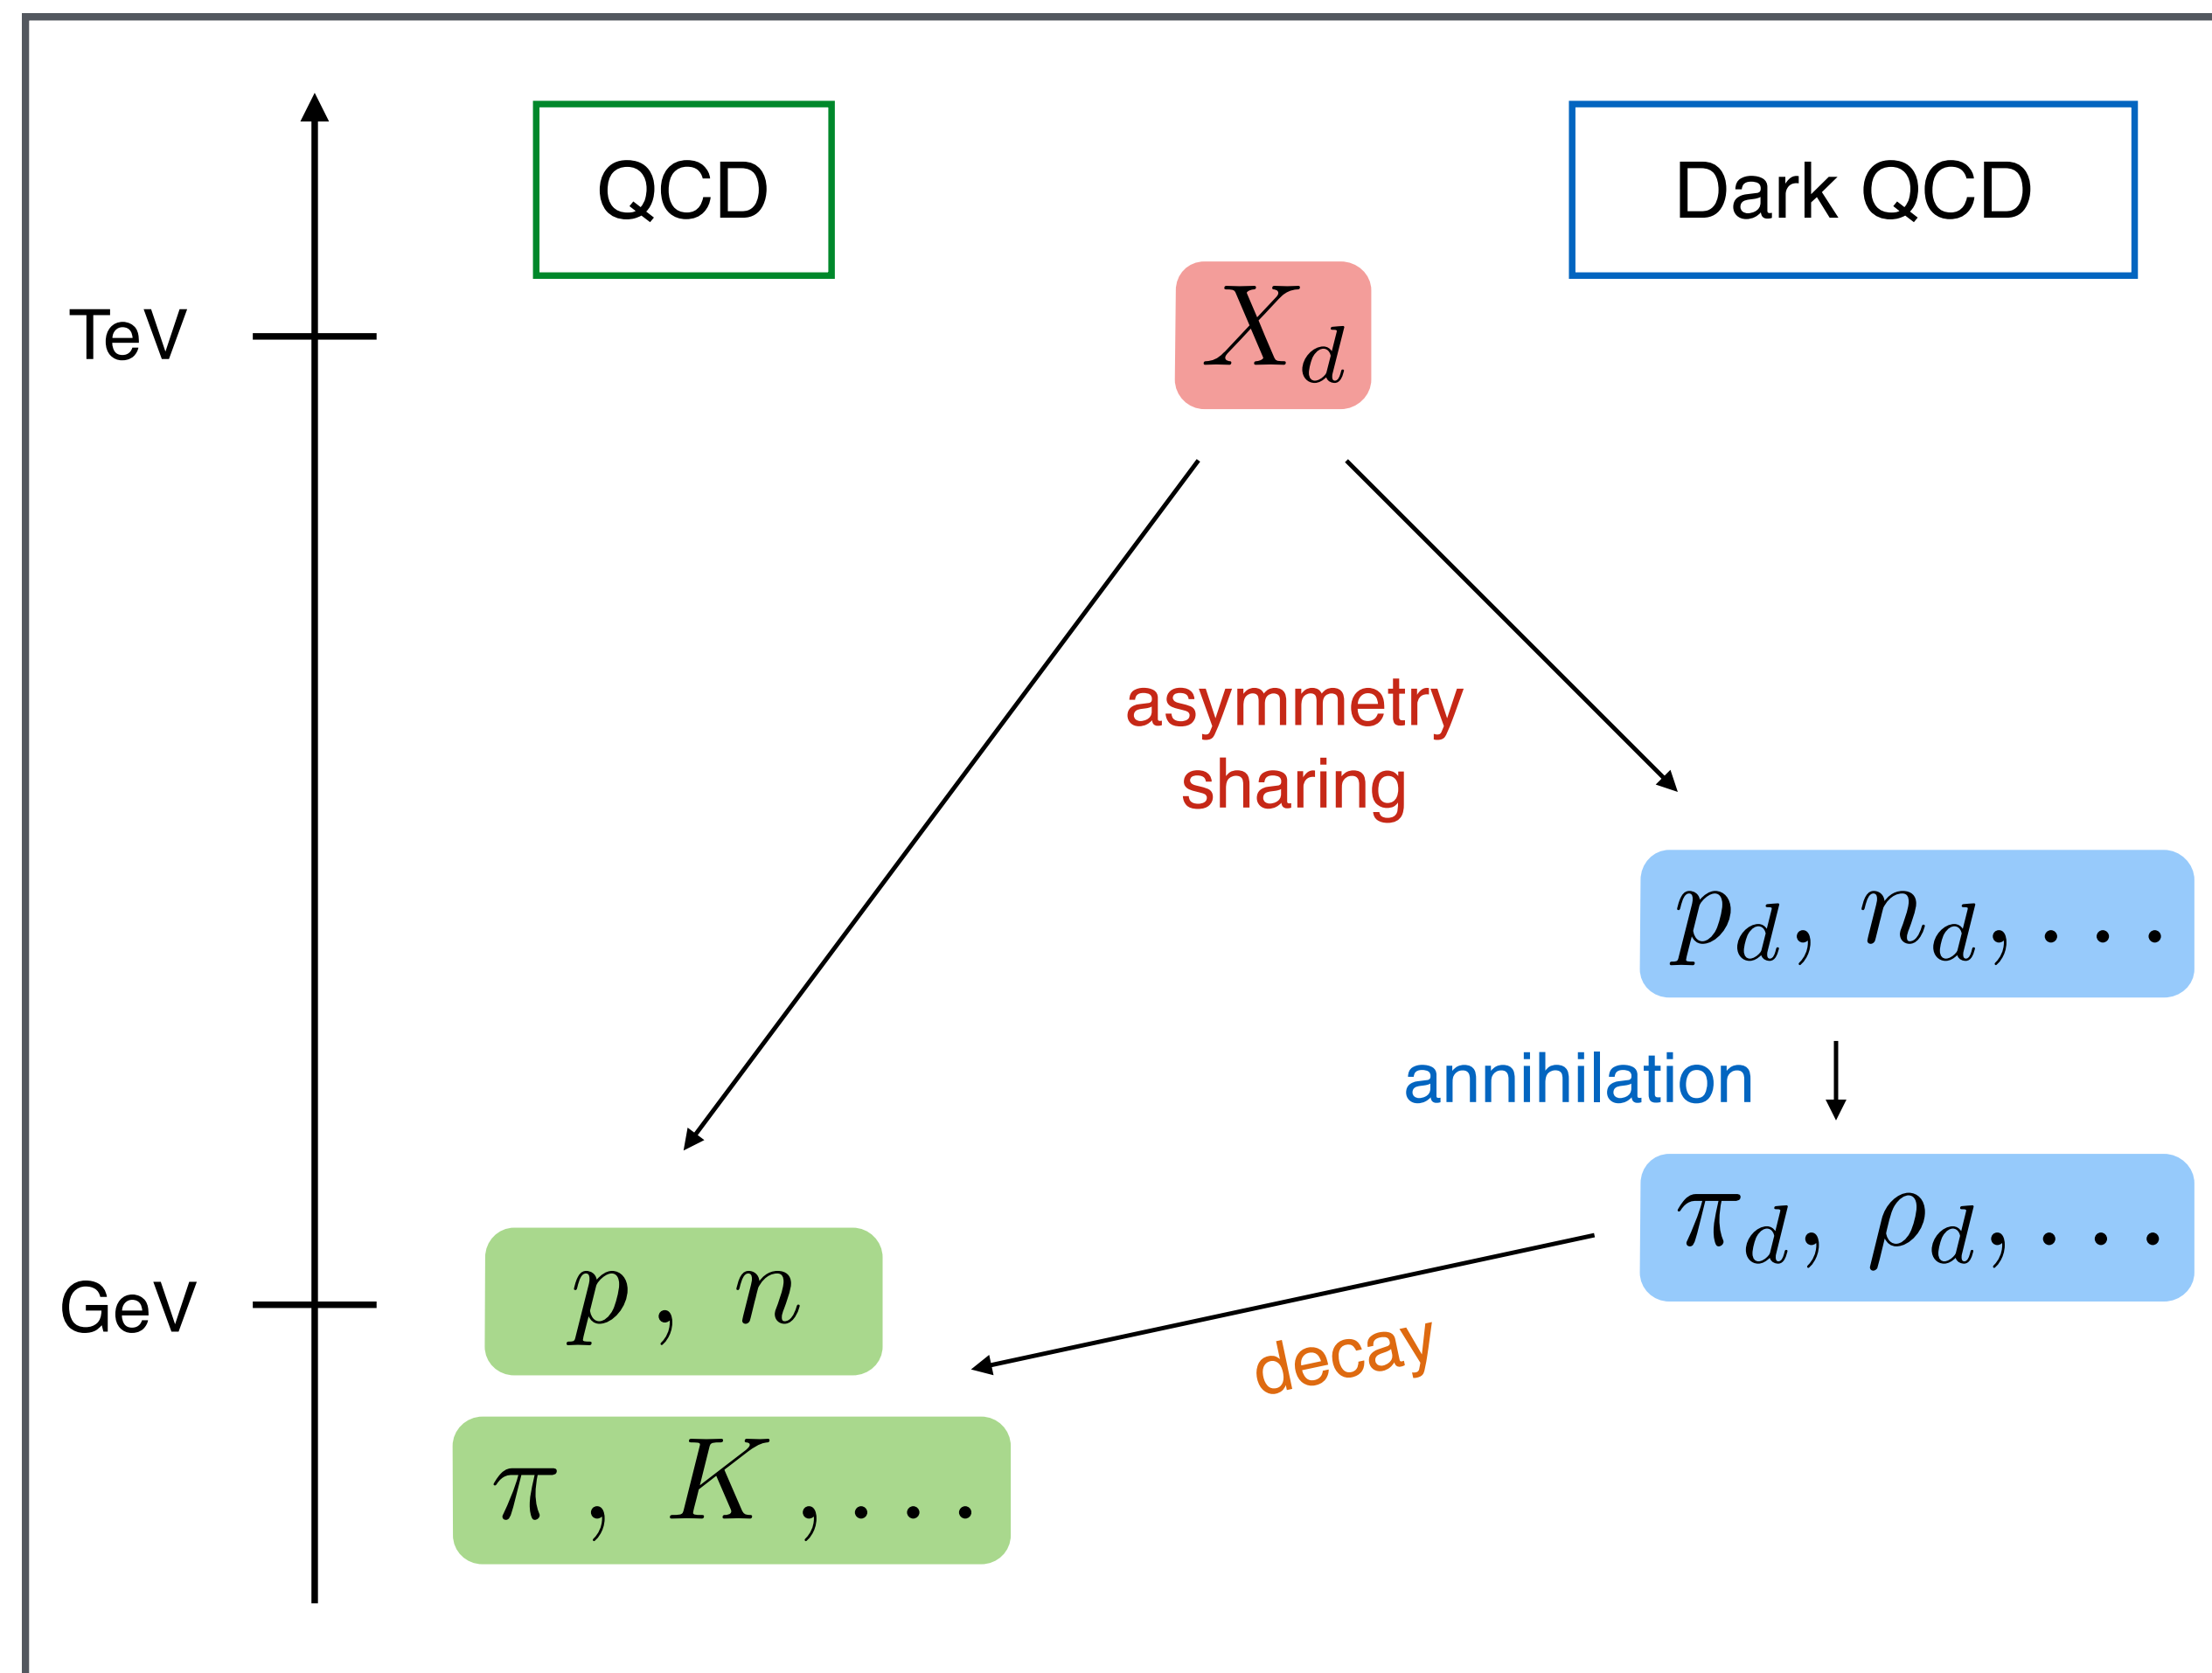 QCD
Dark QCD
TeV
X_d
asymmetry
sharing
p_d, n_d, ...
annihilation
π_d, ρ_d, ...
GeV
p, n
decay
π, K, ...